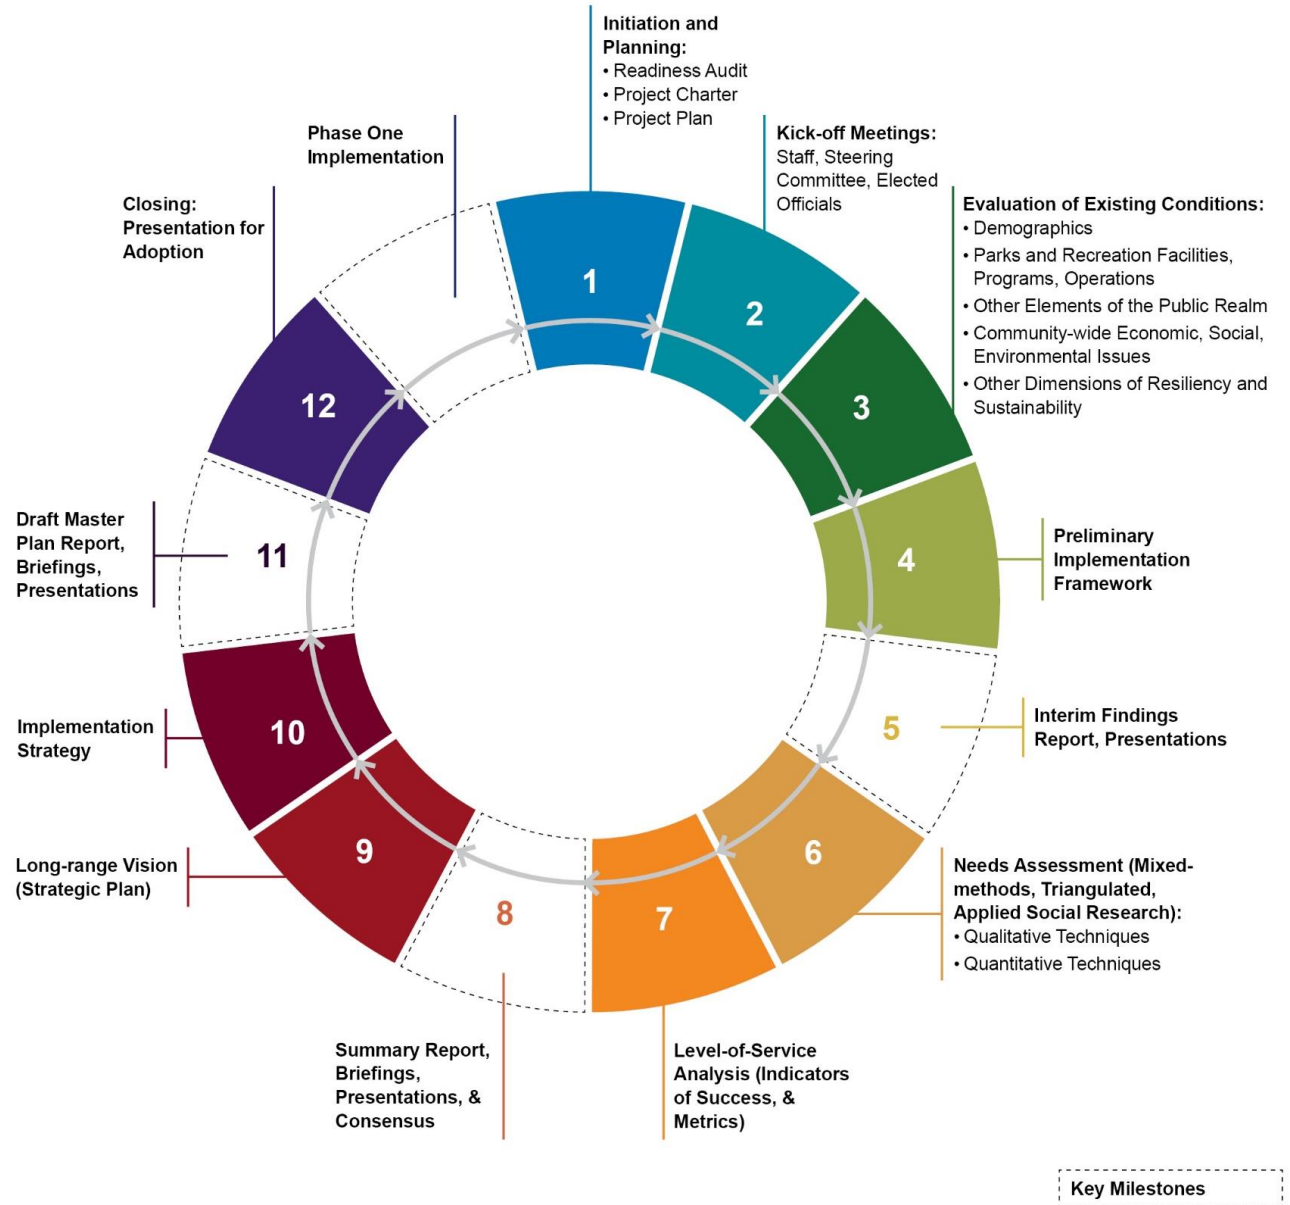 Initiation and
Planning:
• Readiness Audit
• Project Charter
• Project Plan
Kick-off Meetings:
Staff, Steering
Committee, Elected
Officials
Evaluation of Existing Conditions:
• Demographics
• Parks and Recreation Facilities,
Programs, Operations
• Other Elements of the Public Realm
• Community-wide Economic, Social,
Environmental Issues
• Other Dimensions of Resiliency and
Sustainability
Preliminary
Implementation
Framework
Interim Findings
Report, Presentations
Needs Assessment (Mixed-
methods, Triangulated,
Applied Social Research):
• Qualitative Techniques
• Quantitative Techniques
Level-of-Service
Analysis (Indicators
of Success, &
Metrics)
Summary Report,
Briefings,
Presentations, &
Consensus
Long-range Vision
(Strategic Plan)
Implementation
Strategy
Draft Master
Plan Report,
Briefings,
Presentations
Closing:
Presentation for
Adoption
Phase One
Implementation
1
2
3
4
5
6
7
8
9
10
11
12
Key Milestones